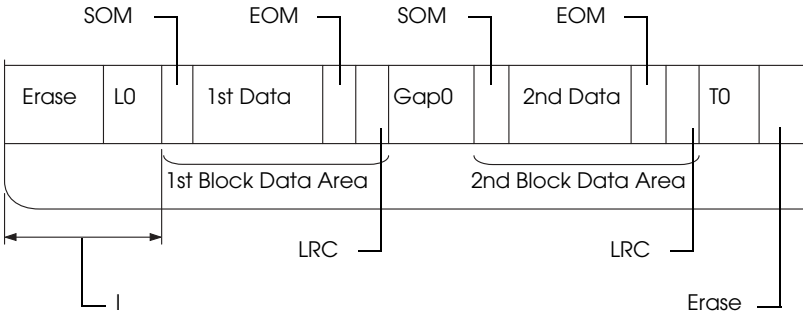 SOM EOM SOM EOM
Erase L0 1st Data Gap0 2nd Data T0
1st Block Data Area 2nd Block Data Area
LRC LRC
I Erase